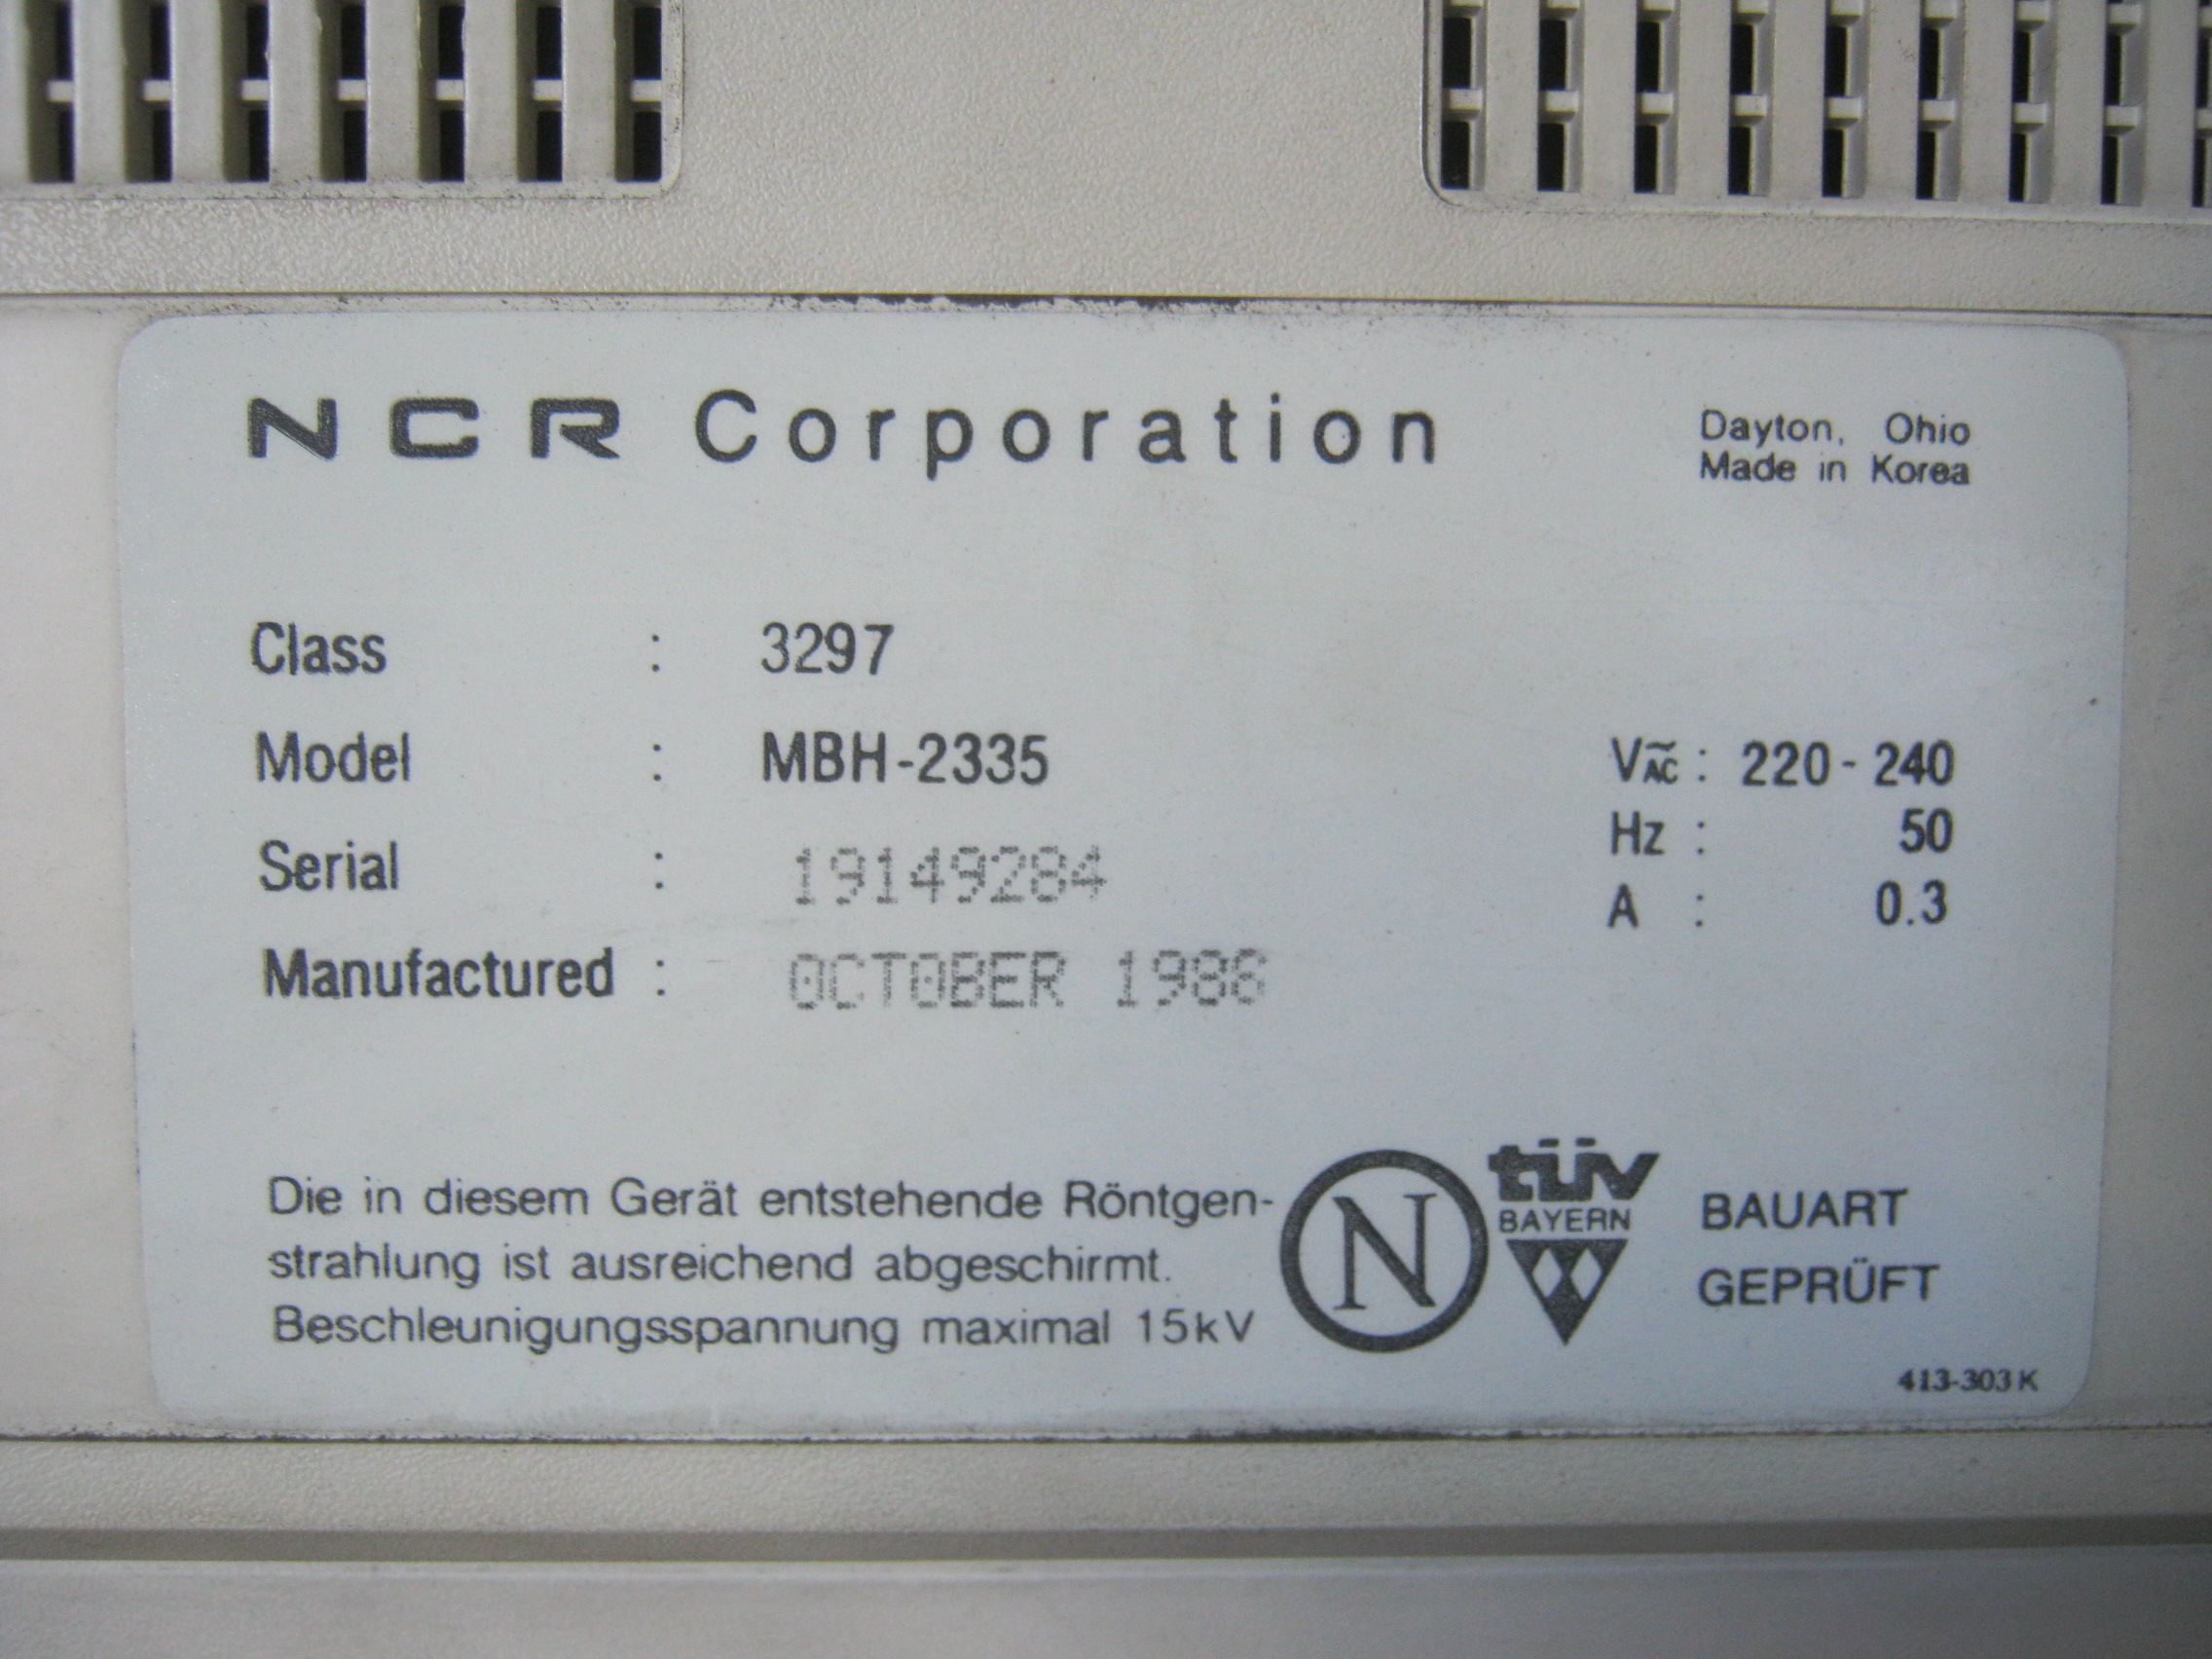 NCR Corporation
Dayton, Ohio
Made in Korea
Class : 3297
Model : MBH-2335
Serial : 19149284
Manufactured : OCTOBER 1986
V~AC : 220 - 240
Hz : 50
A : 0.3
Die in diesem Gerät entstehende Röntgen-
strahlung ist ausreichend abgeschirmt.
Beschleunigungsspannung maximal 15kV
N
TÜV
BAYERN
BAUART
GEPRÜFT
413-303 K